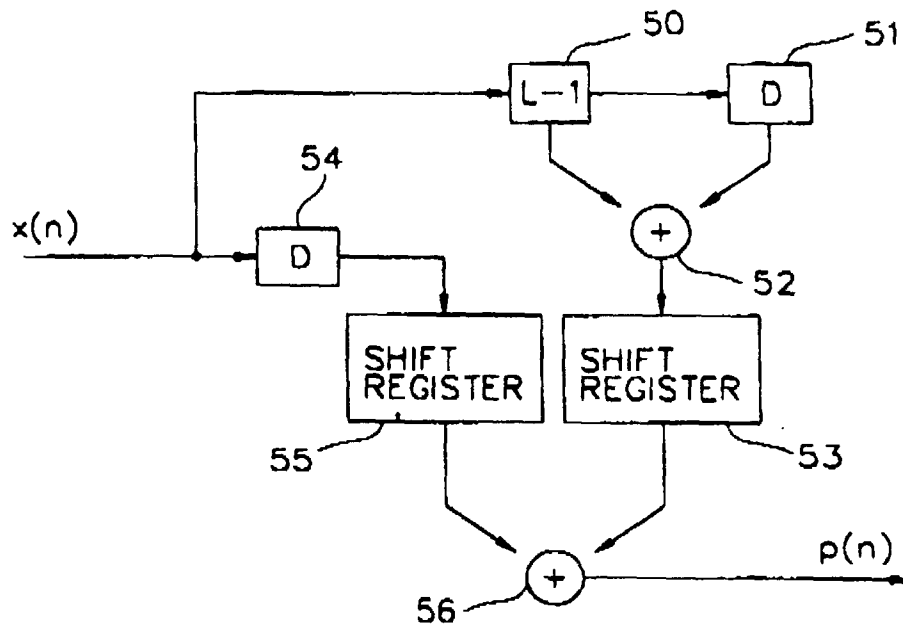 50
51
L-1
D
54
x(n)
D
+
52
SHIFT
REGISTER
SHIFT
REGISTER
55
53
+
p(n)
56